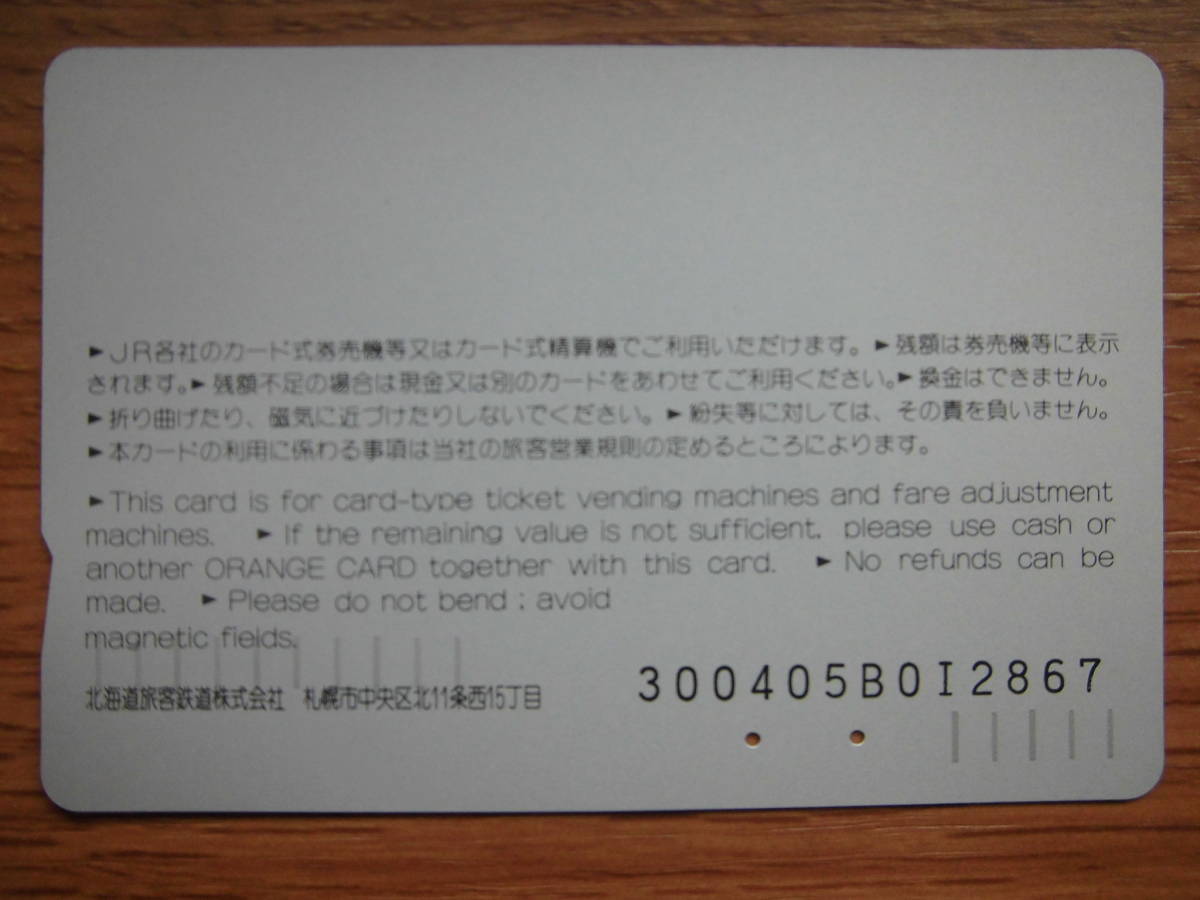 ►JR各社のカード式券売機等又はカード式精算機でご利用いただけます。►残額は券売機等に表示
されます。►残額不足の場合は現金又は別のカードをあわせてご利用ください。►換金はできません。
►折り曲げたり、磁気に近づけたりしないでください。►紛失等に対しては、その責を負いません。
►本カードの利用に係わる事項は当社の旅客営業規則の定めるところによります。
►This card is for card-type ticket vending machines and fare adjustment
machines. ►If the remaining value is not sufficient, please use cash or
another ORANGE CARD together with this card. ►No refunds can be
made. ►Please do not bend ; avoid
magnetic fields.
北海道旅客鉄道株式会社 札幌市中央区北11条西15丁目
300405B0I2867